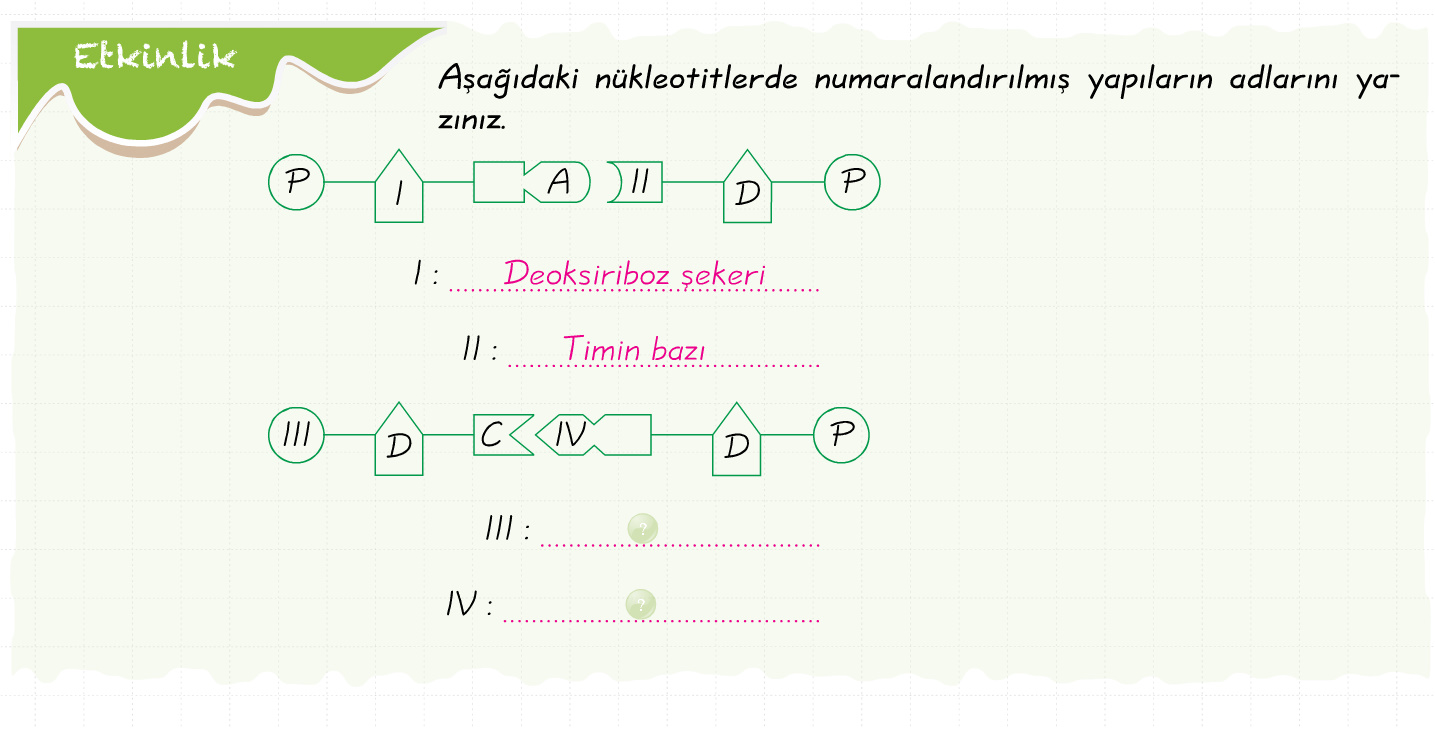 Etkinlik
Aşağıdaki nükleotitlerde numaralandırılmış yapıların adlarını ya-
zınız.
P I A II D P
I : Deoksiriboz şekeri
II : Timin bazı
III D C IV D P
III : ?
IV : ?